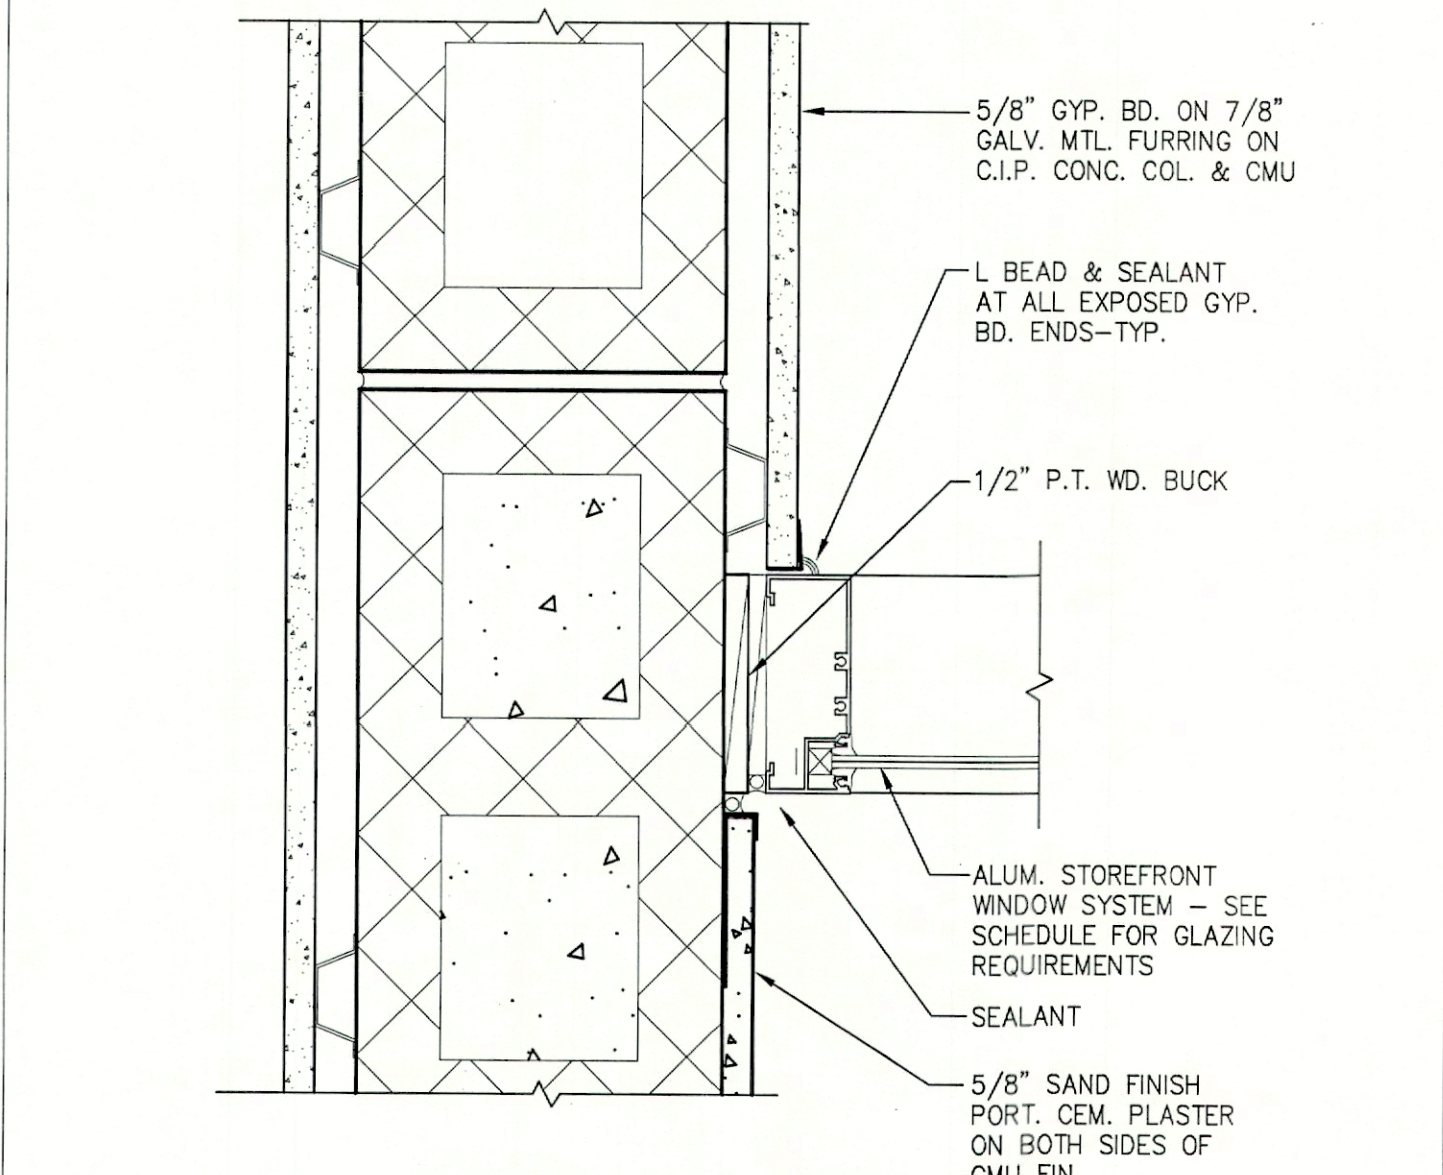 5/8" GYP. BD. ON 7/8"
GALV. MTL. FURRING ON
C.I.P. CONC. COL. & CMU
L BEAD & SEALANT
AT ALL EXPOSED GYP.
BD. ENDS-TYP.
1/2" P.T. WD. BUCK
ALUM. STOREFRONT
WINDOW SYSTEM – SEE
SCHEDULE FOR GLAZING
REQUIREMENTS
SEALANT
5/8" SAND FINISH
PORT. CEM. PLASTER
ON BOTH SIDES OF
CMU FIN